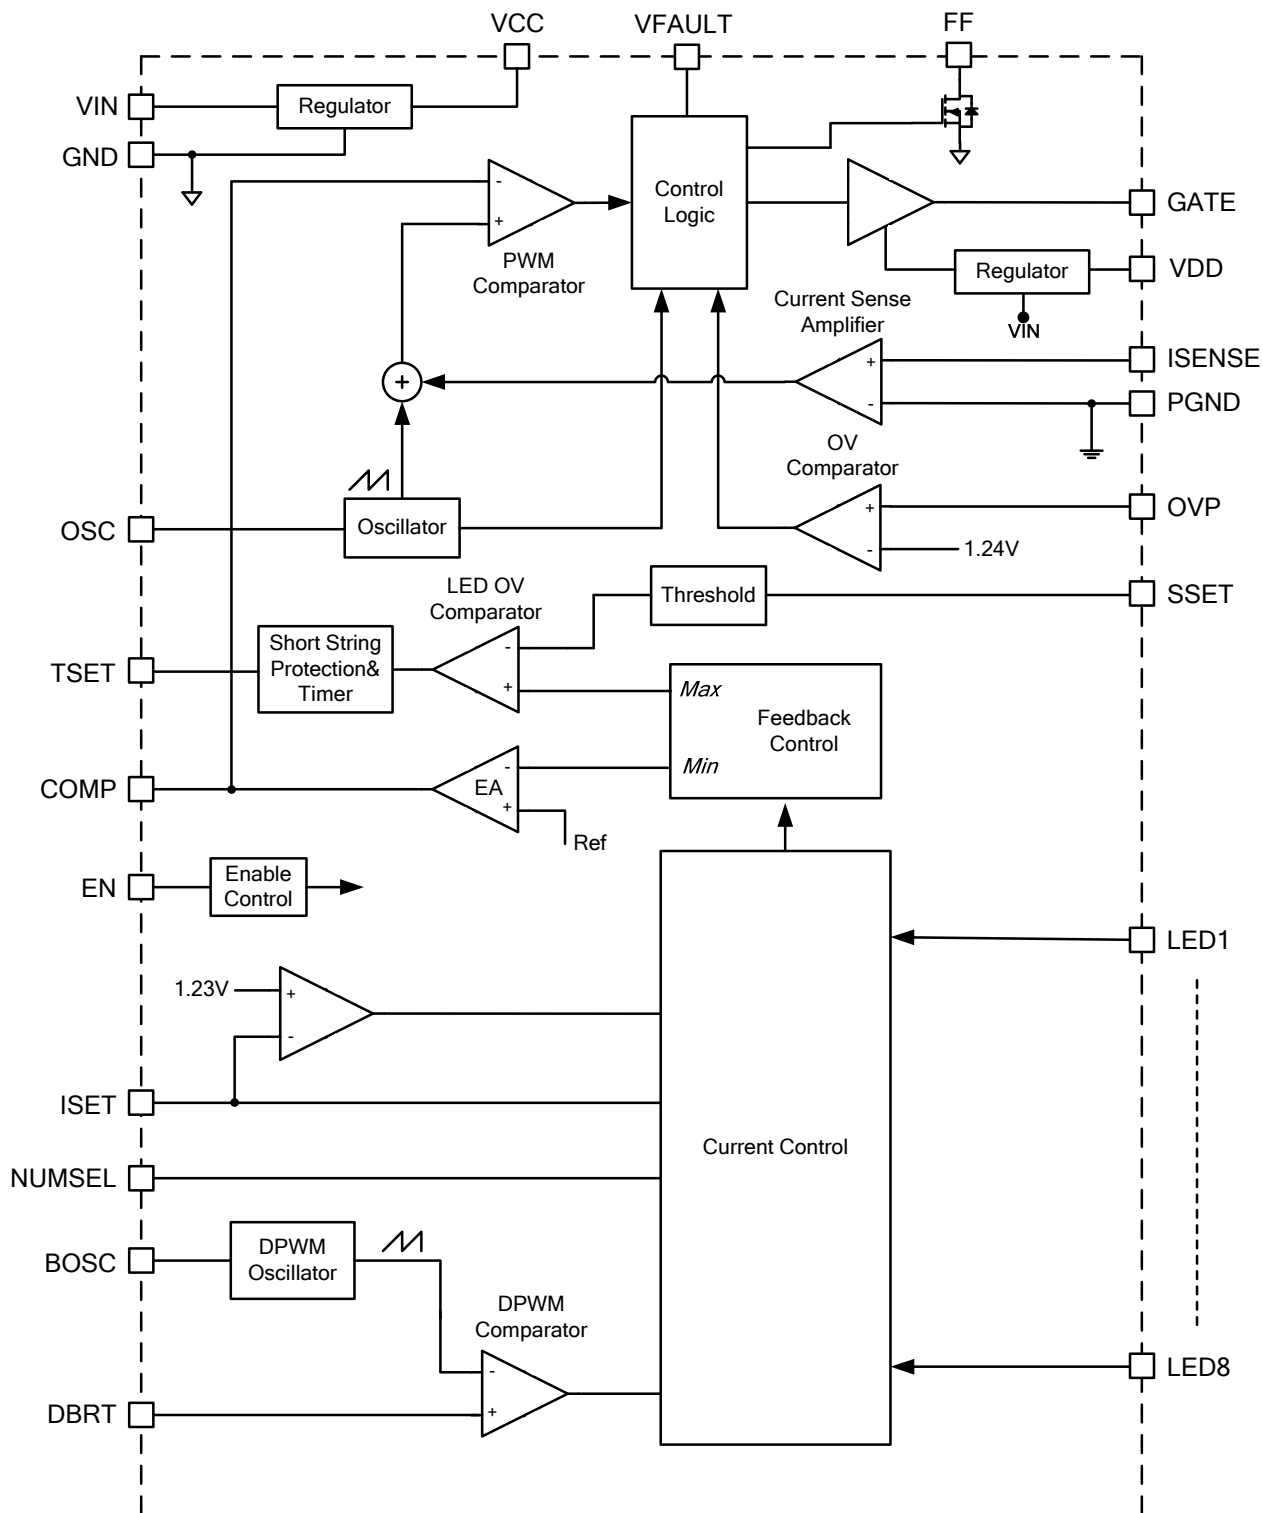 VCC
VFAULT
FF
VIN
Regulator
GND
-
+
PWM
Comparator
Control
Logic
GATE
Regulator
VDD
VIN
Current Sense
Amplifier
+
-
ISENSE
PGND
+
OV
Comparator
+
-
1.24V
OVP
OSC
Oscillator
LED OV
Comparator
-
+
Threshold
SSET
TSET
Short String
Protection&
Timer
Max
Min
Feedback
Control
COMP
EA
-
+
Ref
EN
Enable
Control
LED1
1.23V
+
-
ISET
Current Control
NUMSEL
BOSC
DPWM
Oscillator
DPWM
Comparator
-
+
LED8
DBRT